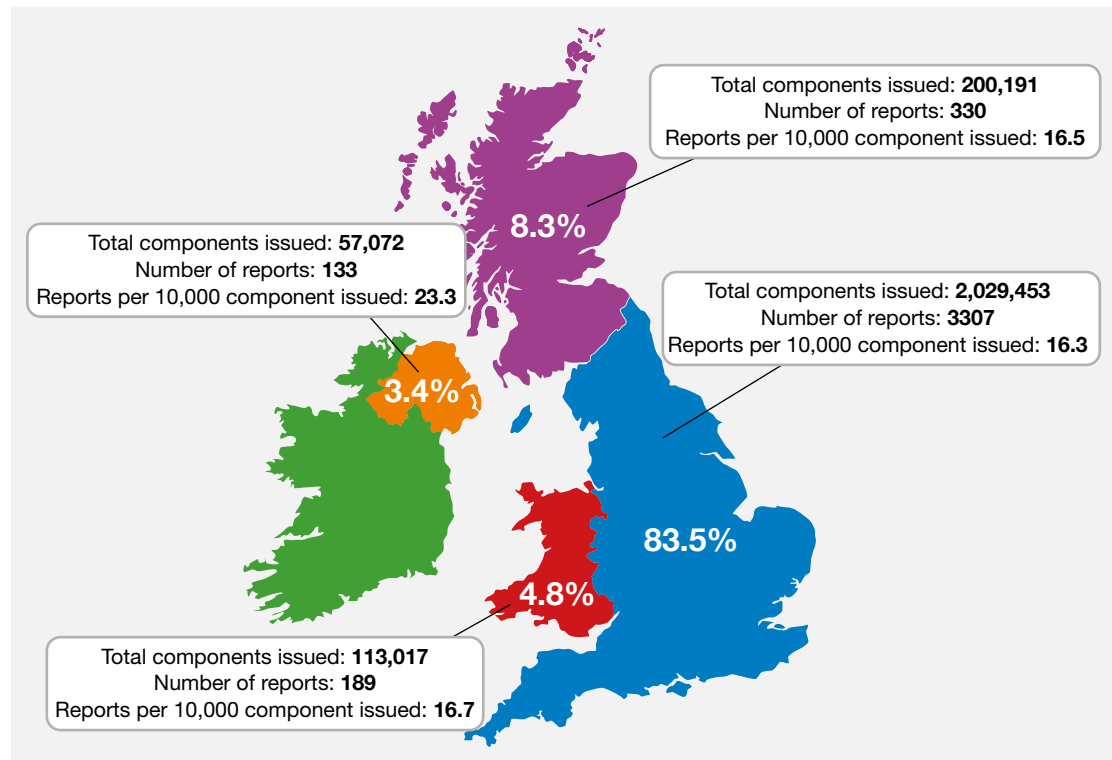 Total components issued: 200,191
Number of reports: 330
Reports per 10,000 component issued: 16.5
8.3%
Total components issued: 57,072
Number of reports: 133
Reports per 10,000 component issued: 23.3
3.4%
Total components issued: 2,029,453
Number of reports: 3307
Reports per 10,000 component issued: 16.3
83.5%
4.8%
Total components issued: 113,017
Number of reports: 189
Reports per 10,000 component issued: 16.7